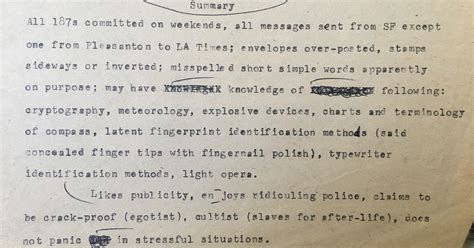 Summary
All 187s committed on weekends, all messages sent from SF except
one from Pleasanton to LA Times; envelopes over-posted, stamps
sideways or inverted; misspelled short simple words apparently
on purpose; may have knowledge of following:
cryptography, meteorology, explosive devices, charts and terminology
of compass, latent fingerprint identification methods (said
concealed finger tips with fingernail polish), typewriter
identification methods, light opera.
Likes publicity, enjoys ridiculing police, claims to
be crack-proof (egotist), cultist (slaves for after-life), does
not panic in stressful situations.